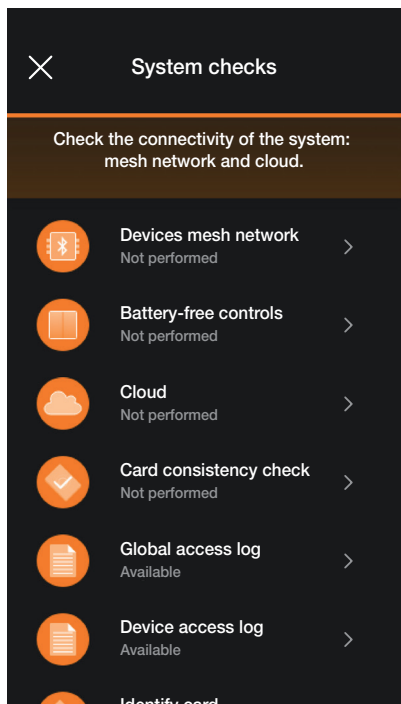 System checks
Check the connectivity of the system:
mesh network and cloud.
Devices mesh network
Not performed
Battery-free controls
Not performed
Cloud
Not performed
Card consistency check
Not performed
Global access log
Available
Device access log
Available
Identify card